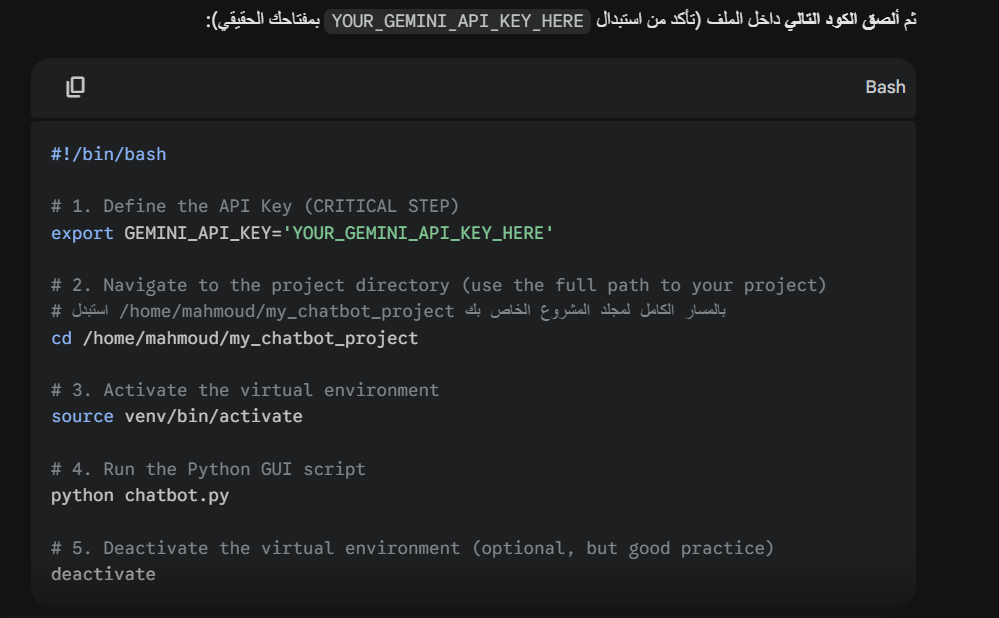 ثم ألصق الكود التالي داخل الملف (تأكد من استبدال YOUR_GEMINI_API_KEY_HERE بمفتاحك الحقيقي):
Bash
#!/bin/bash
# 1. Define the API Key (CRITICAL STEP)
export GEMINI_API_KEY='YOUR_GEMINI_API_KEY_HERE'
# 2. Navigate to the project directory (use the full path to your project)
# استبدل /home/mahmoud/my_chatbot_project بالمسار الكامل لمجلد المشروع الخاص بك
cd /home/mahmoud/my_chatbot_project
# 3. Activate the virtual environment
source venv/bin/activate
# 4. Run the Python GUI script
python chatbot.py
# 5. Deactivate the virtual environment (optional, but good practice)
deactivate